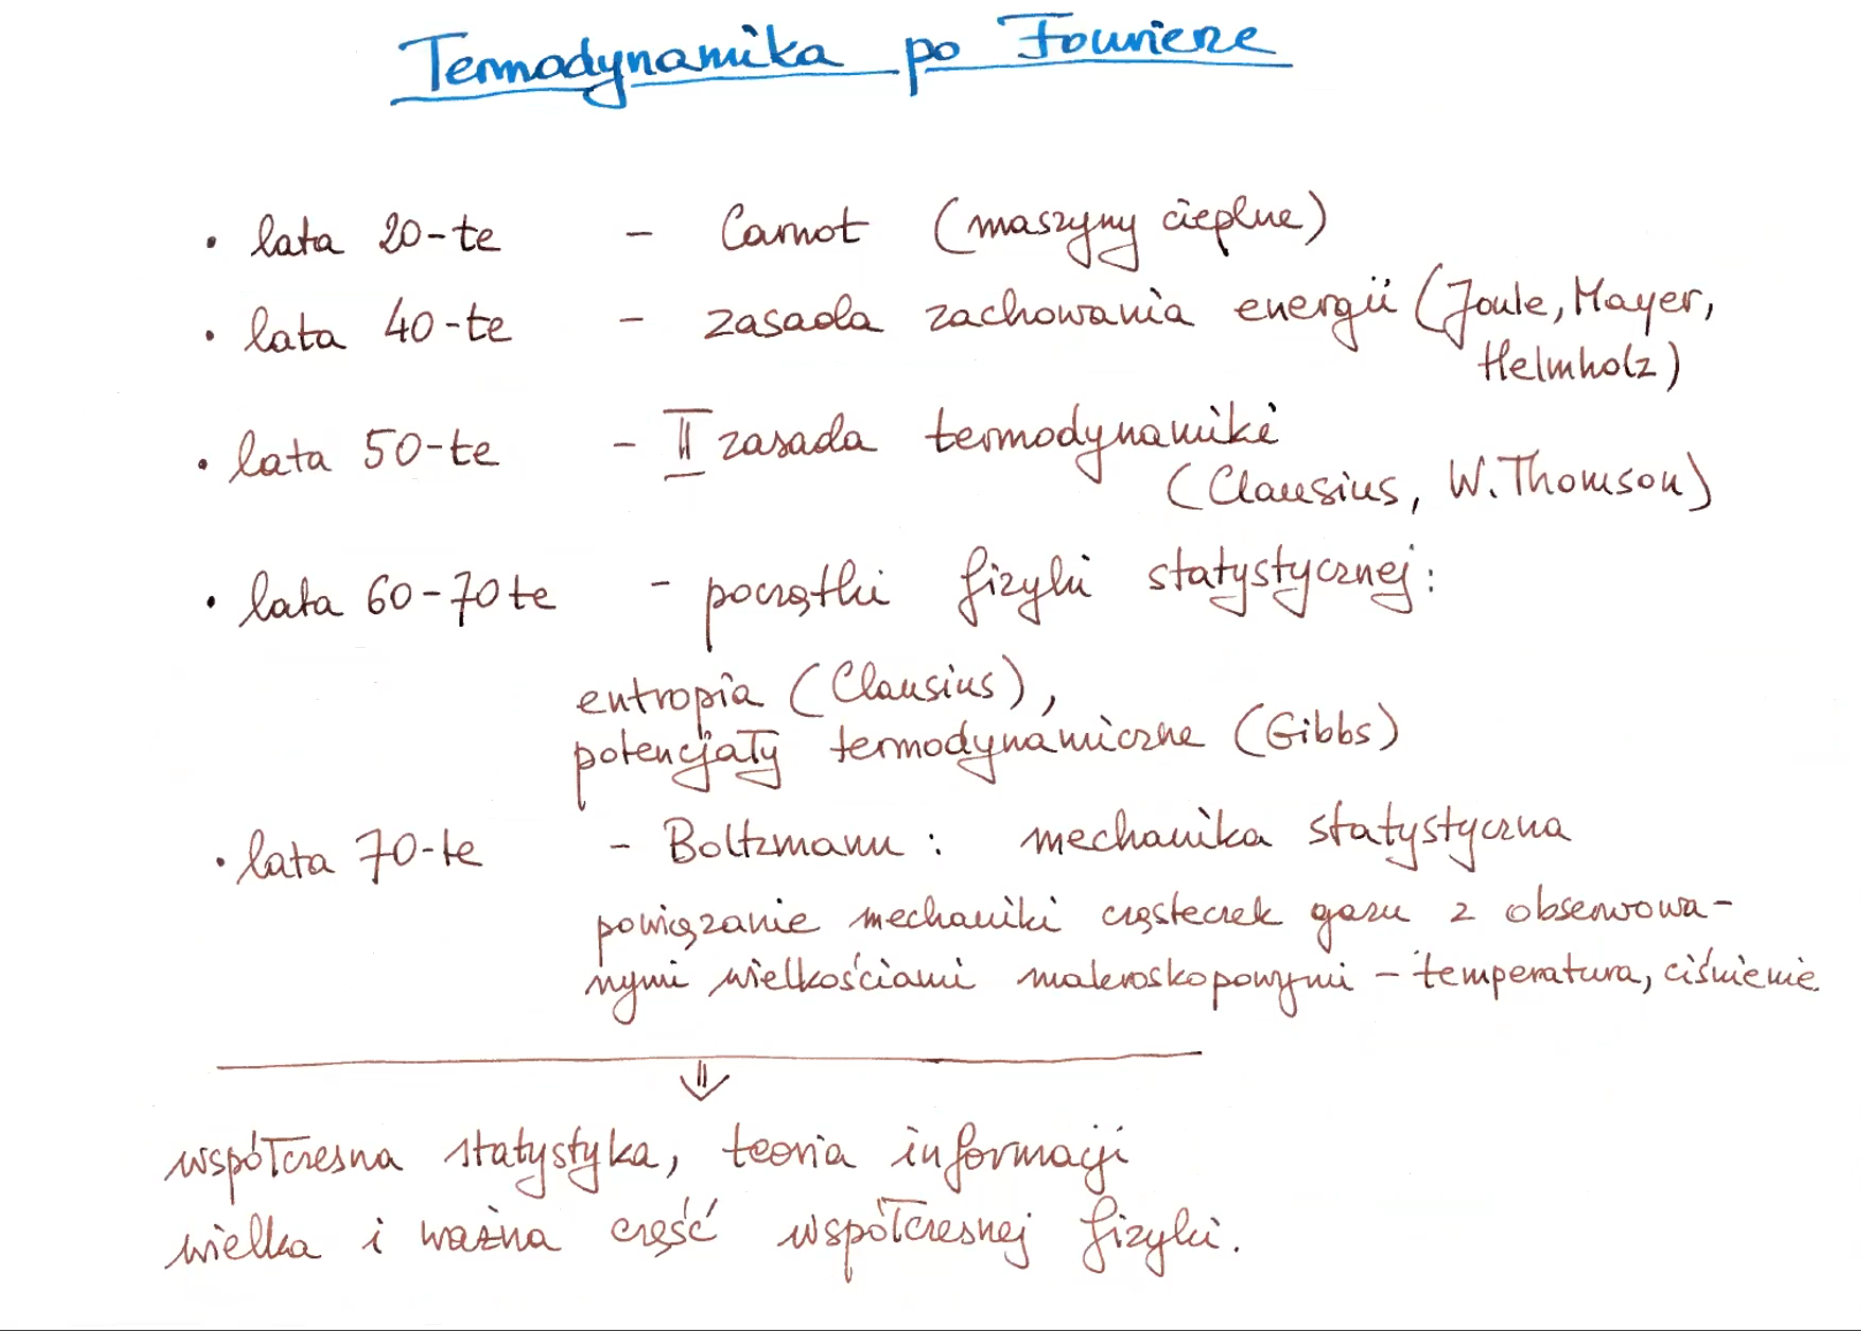 Termodynamika po Fourierze
• lata 20-te – Carnot (maszyny cieplne)
• lata 40-te – zasada zachowania energii (Joule, Mayer,
Helmholz)
• lata 50-te – II zasada termodynamiki
(Clausius, W. Thomson)
• lata 60-70te – początki fizyki statystycznej:
entropia (Clausius),
potencjały termodynamiczne (Gibbs)
• lata 70-te – Boltzmann: mechanika statystyczna
powiązanie mechaniki cząsteczek gazu z obserwowa-
nymi wielkościami makroskopowymi – temperatura, ciśnienie.
⇓
współczesna statystyka, teoria informacji
wielka i ważna część współczesnej fizyki.